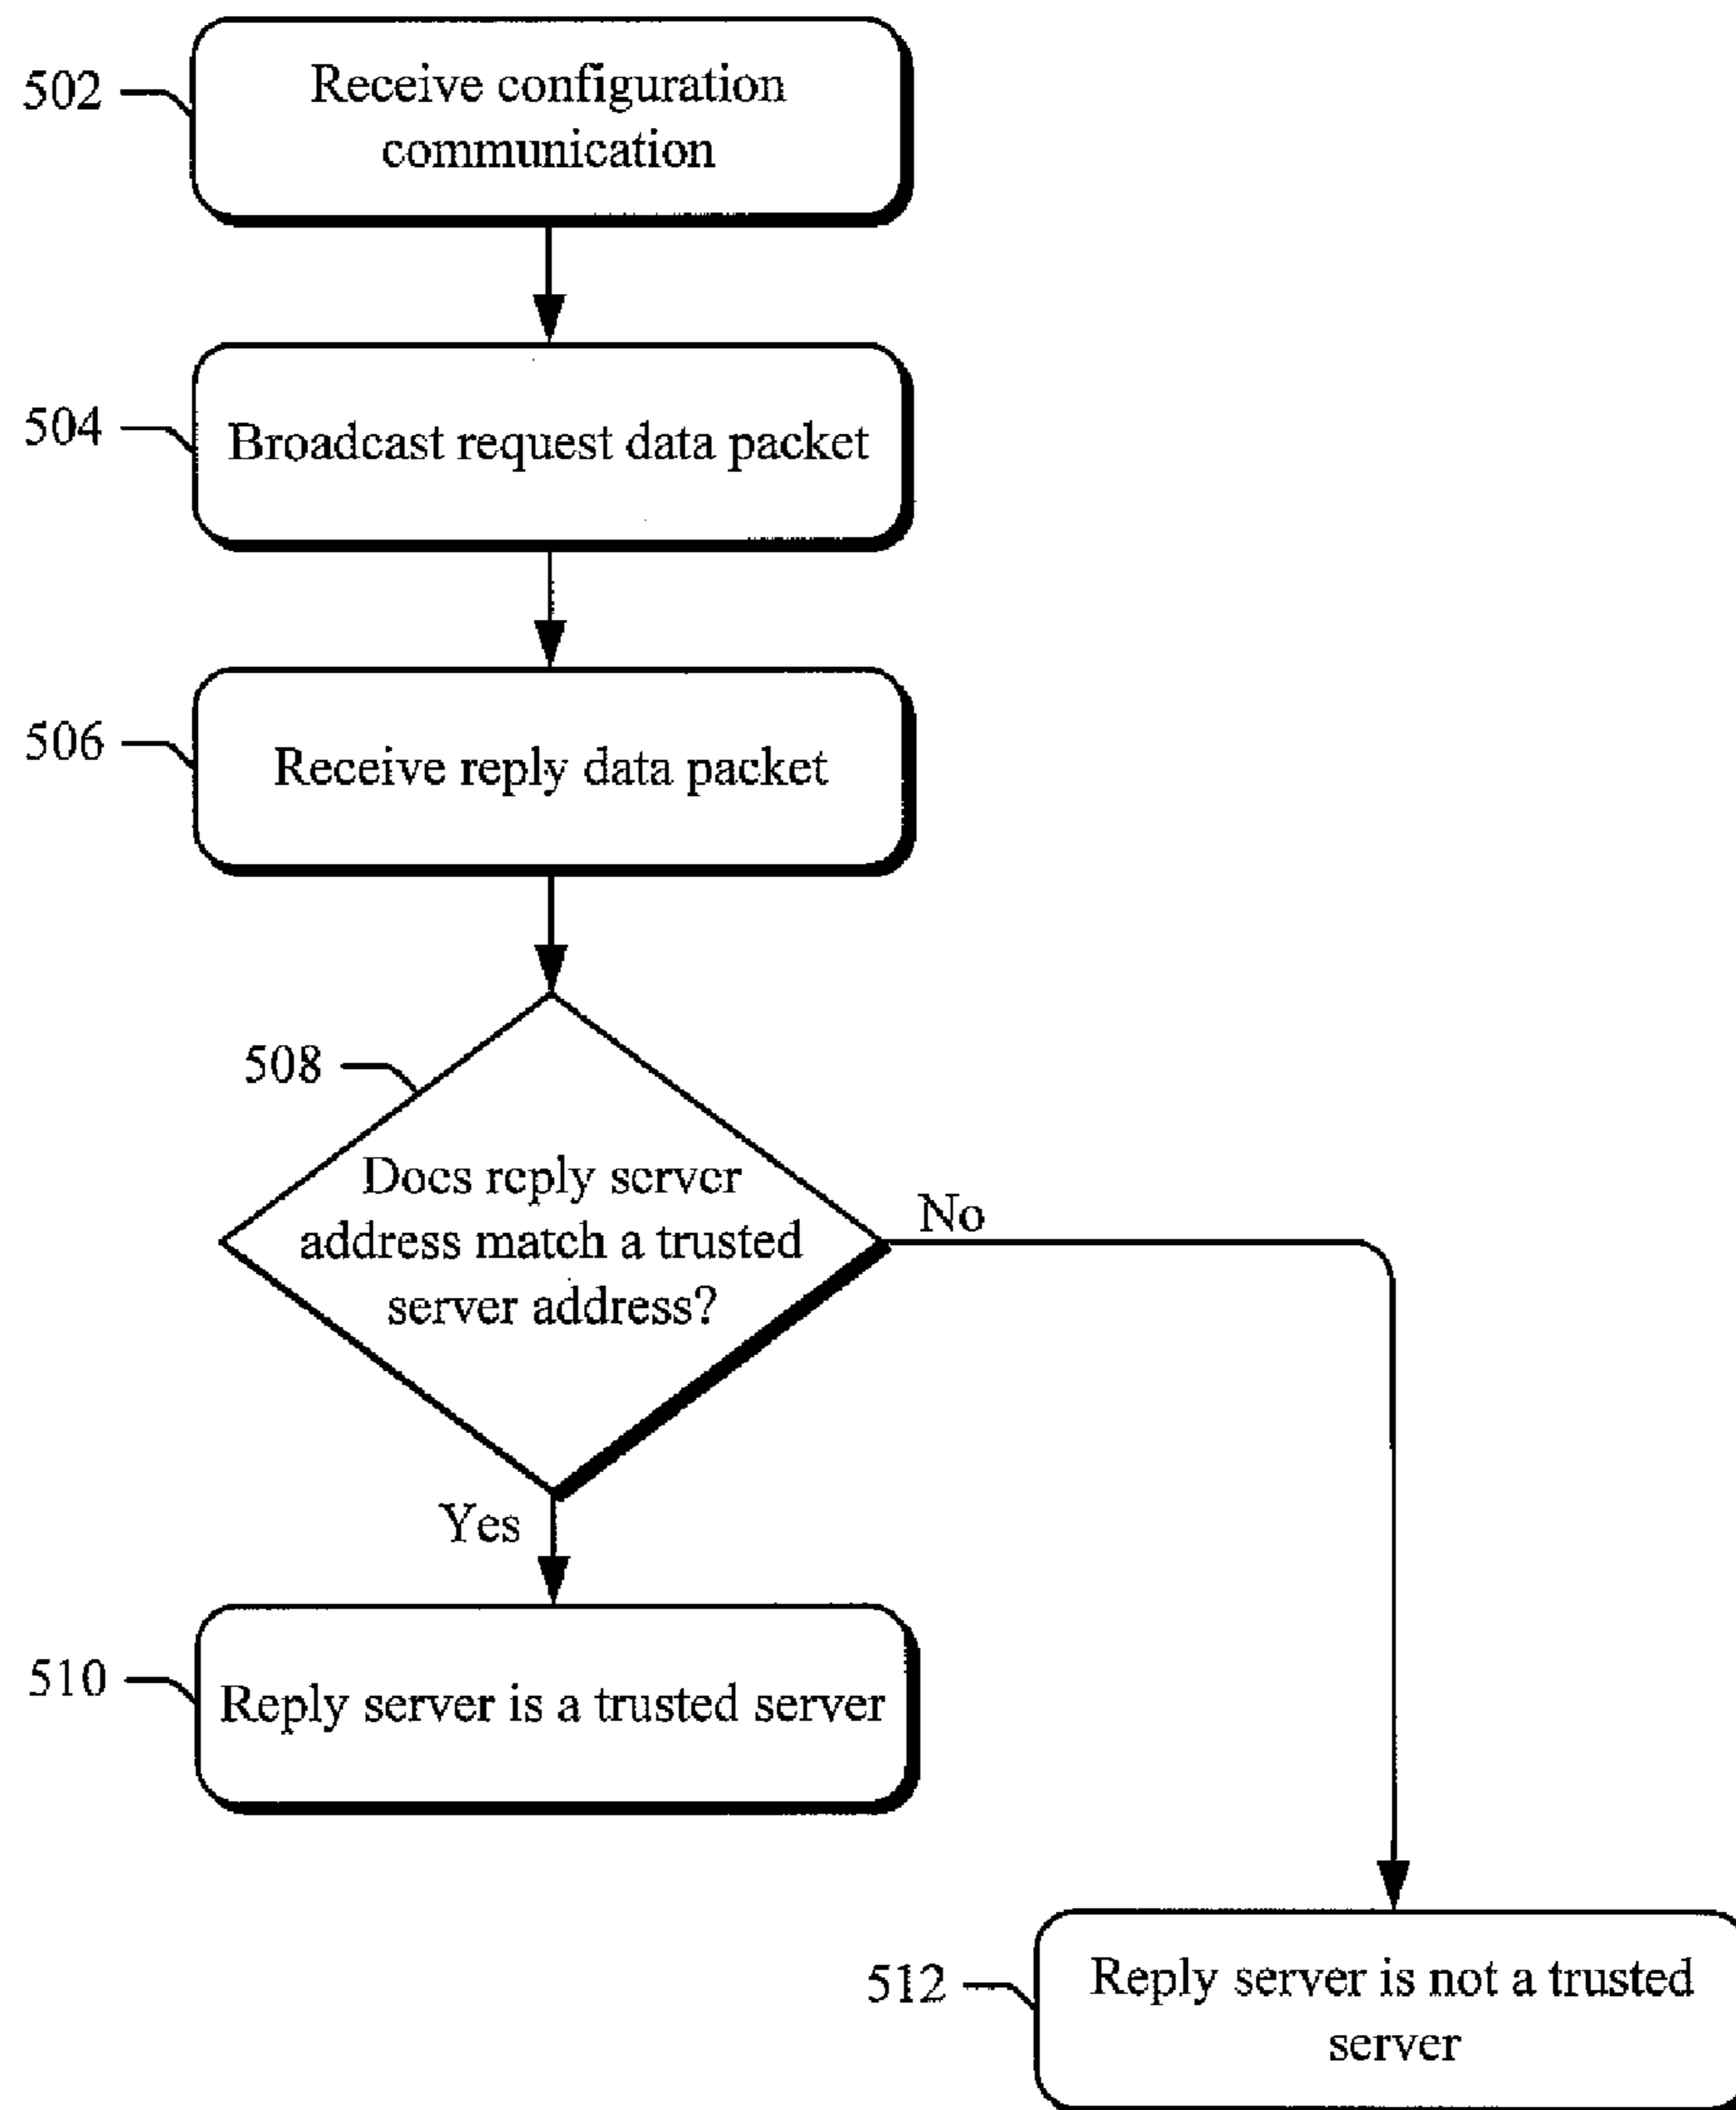 502
Receive configuration
communication
504
Broadcast request data packet
506
Receive reply data packet
508
Does reply server
address match a trusted
server address?
No
Yes
510
Reply server is a trusted server
512
Reply server is not a trusted
server